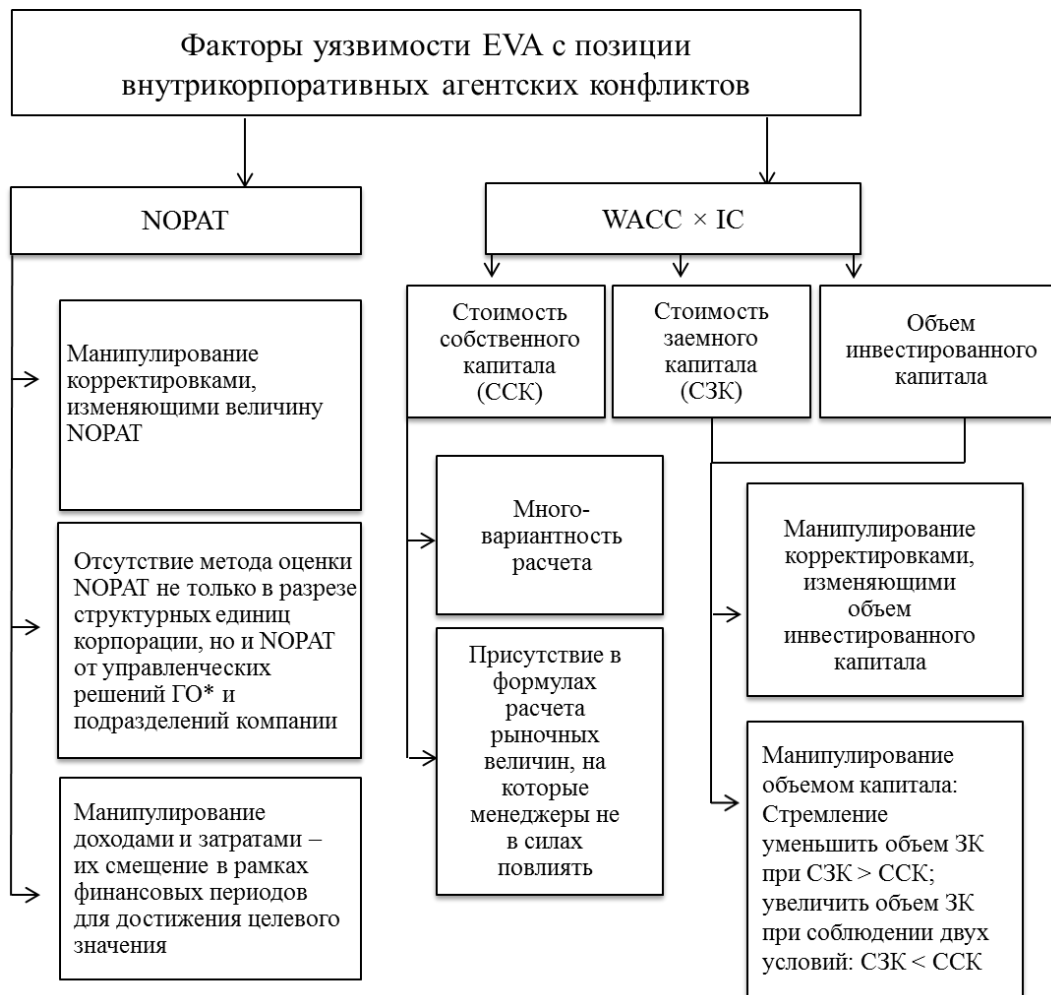 Факторы уязвимости EVA с позиции
внутрикорпоративных агентских конфликтов
NOPAT
WACC × IC
Манипулирование
корректировками,
изменяющими величину
NOPAT
Отсутствие метода оценки
NOPAT не только в разрезе
структурных единиц
корпорации, но и NOPAT
от управленческих
решений ГО* и
подразделений компании
Манипулирование
доходами и затратами –
их смещение в рамках
финансовых периодов
для достижения целевого
значения
Стоимость
собственного
капитала
(ССК)
Стоимость
заемного
капитала
(СЗК)
Объем
инвестированного
капитала
Много-
вариантность
расчета
Присутствие в
формулах
расчета
рыночных
величин, на
которые
менеджеры не
в силах
повлиять
Манипулирование
корректировками,
изменяющими
объем
инвестированного
капитала
Манипулирование
объемом капитала:
Стремление
уменьшить объем ЗК
при СЗК > ССК;
увеличить объем ЗК
при соблюдении двух
условий: СЗК < ССК